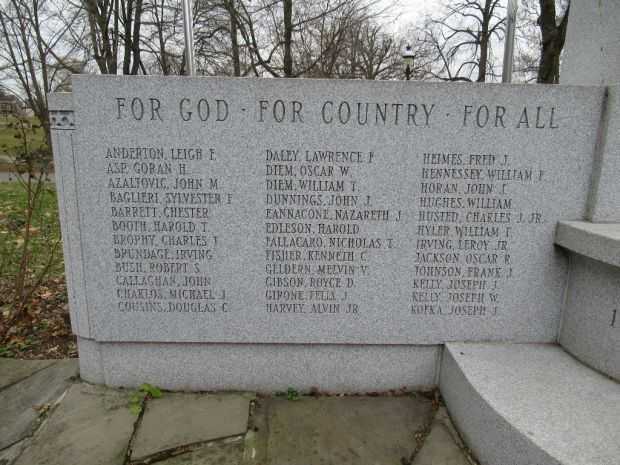 FOR GOD · FOR COUNTRY · FOR ALL
ANDERTON, LEIGH F.
ASP, GORAN H.
AZALTOVIC, JOHN M.
BAGLIERI, SYLVESTER F.
BARRETT, CHESTER
BOOTH, HAROLD T.
BROPHY, CHARLES T.
BRUNDAGE, IRVING
BUSH, ROBERT S.
CALLAGHAN, JOHN
CHAKLOS, MICHAEL J.
COUSINS, DOUGLAS C.
DALEY, LAWRENCE P.
DIEM, OSCAR W.
DIEM, WILLIAM T.
DUNNINGS, JOHN J.
EANNACONE, NAZARETH J.
EDLESON, HAROLD
FALLACARO, NICHOLAS T.
FISHER, KENNETH C.
GELDERN, MELVIN V.
GIBSON, ROYCE D.
GIPONE, FELIX J.
HARVEY, ALVIN JR.
HEIMES, FRED J.
HENNESSEY, WILLIAM F.
HORAN, JOHN J.
HUGHES, WILLIAM
HUSTED, CHARLES J. JR.
HYLER, WILLIAM T.
IRVING, LEROY JR.
JACKSON, OSCAR R.
JOHNSON, FRANK J.
KELLY, JOSEPH J.
KELLY, JOSEPH W.
KOFKA, JOSEPH J.